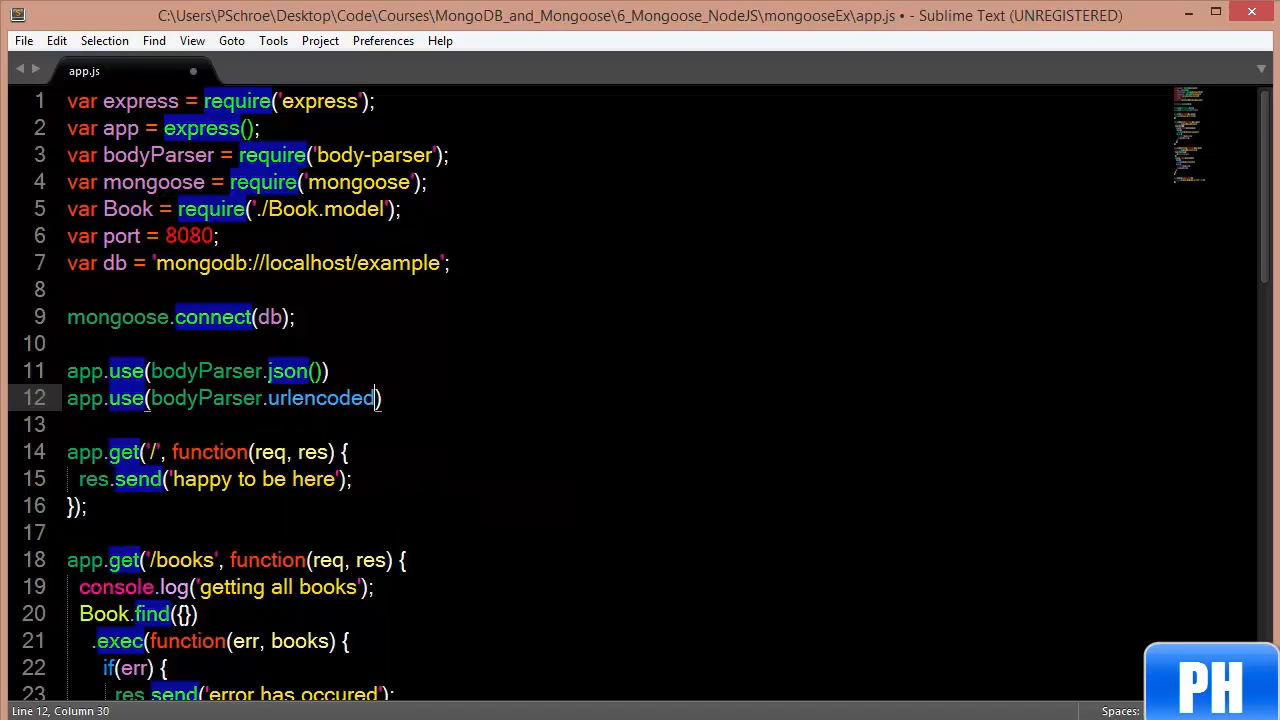 C:\Users\PSchroe\Desktop\Code\Courses\MongoDB_and_Mongoose\6_Mongoose_NodeJS\mongooseEx\app.js • - Sublime Text (UNREGISTERED)
File Edit Selection Find View Goto Tools Project Preferences Help
app.js
1 var express = require('express');
2 var app = express();
3 var bodyParser = require('body-parser');
4 var mongoose = require('mongoose');
5 var Book = require('./Book.model');
6 var port = 8080;
7 var db = 'mongodb://localhost/example';
8
9 mongoose.connect(db);
10
11 app.use(bodyParser.json())
12 app.use(bodyParser.urlencoded)
13
14 app.get('/', function(req, res) {
15 res.send('happy to be here');
16 });
17
18 app.get('/books', function(req, res) {
19 console.log('getting all books');
20 Book.find({})
21 .exec(function(err, books) {
22 if(err) {
23 res.send('error has occured');
Line 12, Column 30
Spaces:
PH